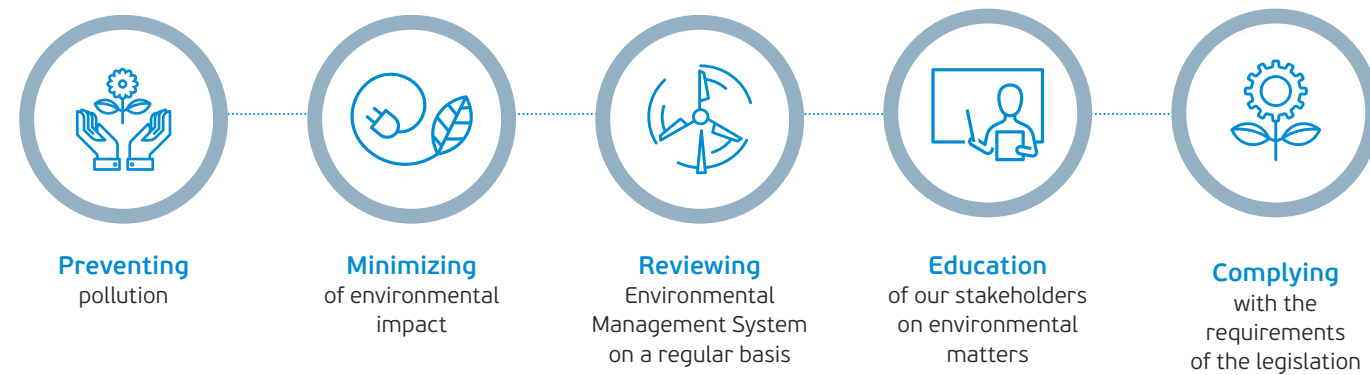 Preventing
pollution
Minimizing
of environmental
impact
Reviewing
Environmental
Management System
on a regular basis
Education
of our stakeholders
on environmental
matters
Complying
with the
requirements
of the legislation